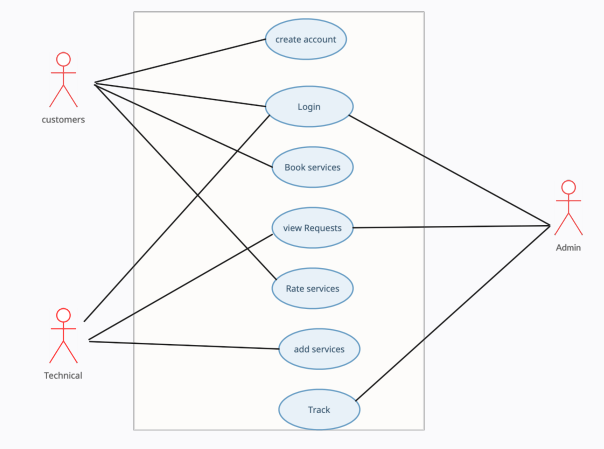 create account
customers
Login
Book services
Admin
view Requests
Rate services
add services
Technical
Track